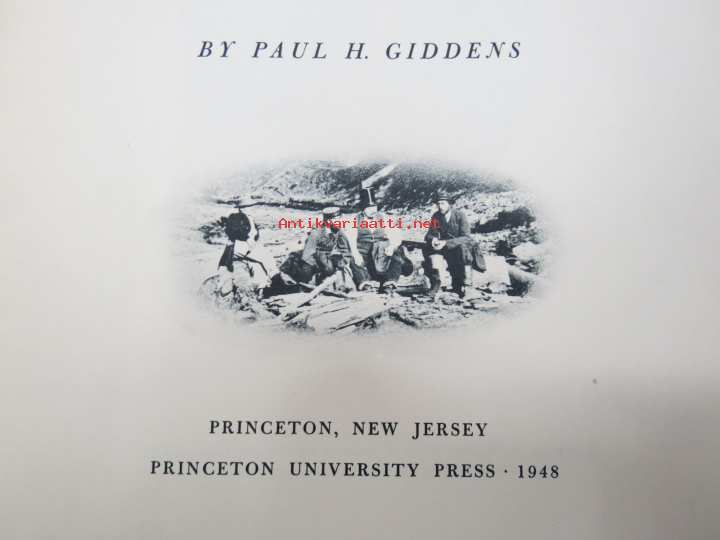 BY PAUL H. GIDDENS
Antikvariaatti.net
PRINCETON, NEW JERSEY
PRINCETON UNIVERSITY PRESS · 1948